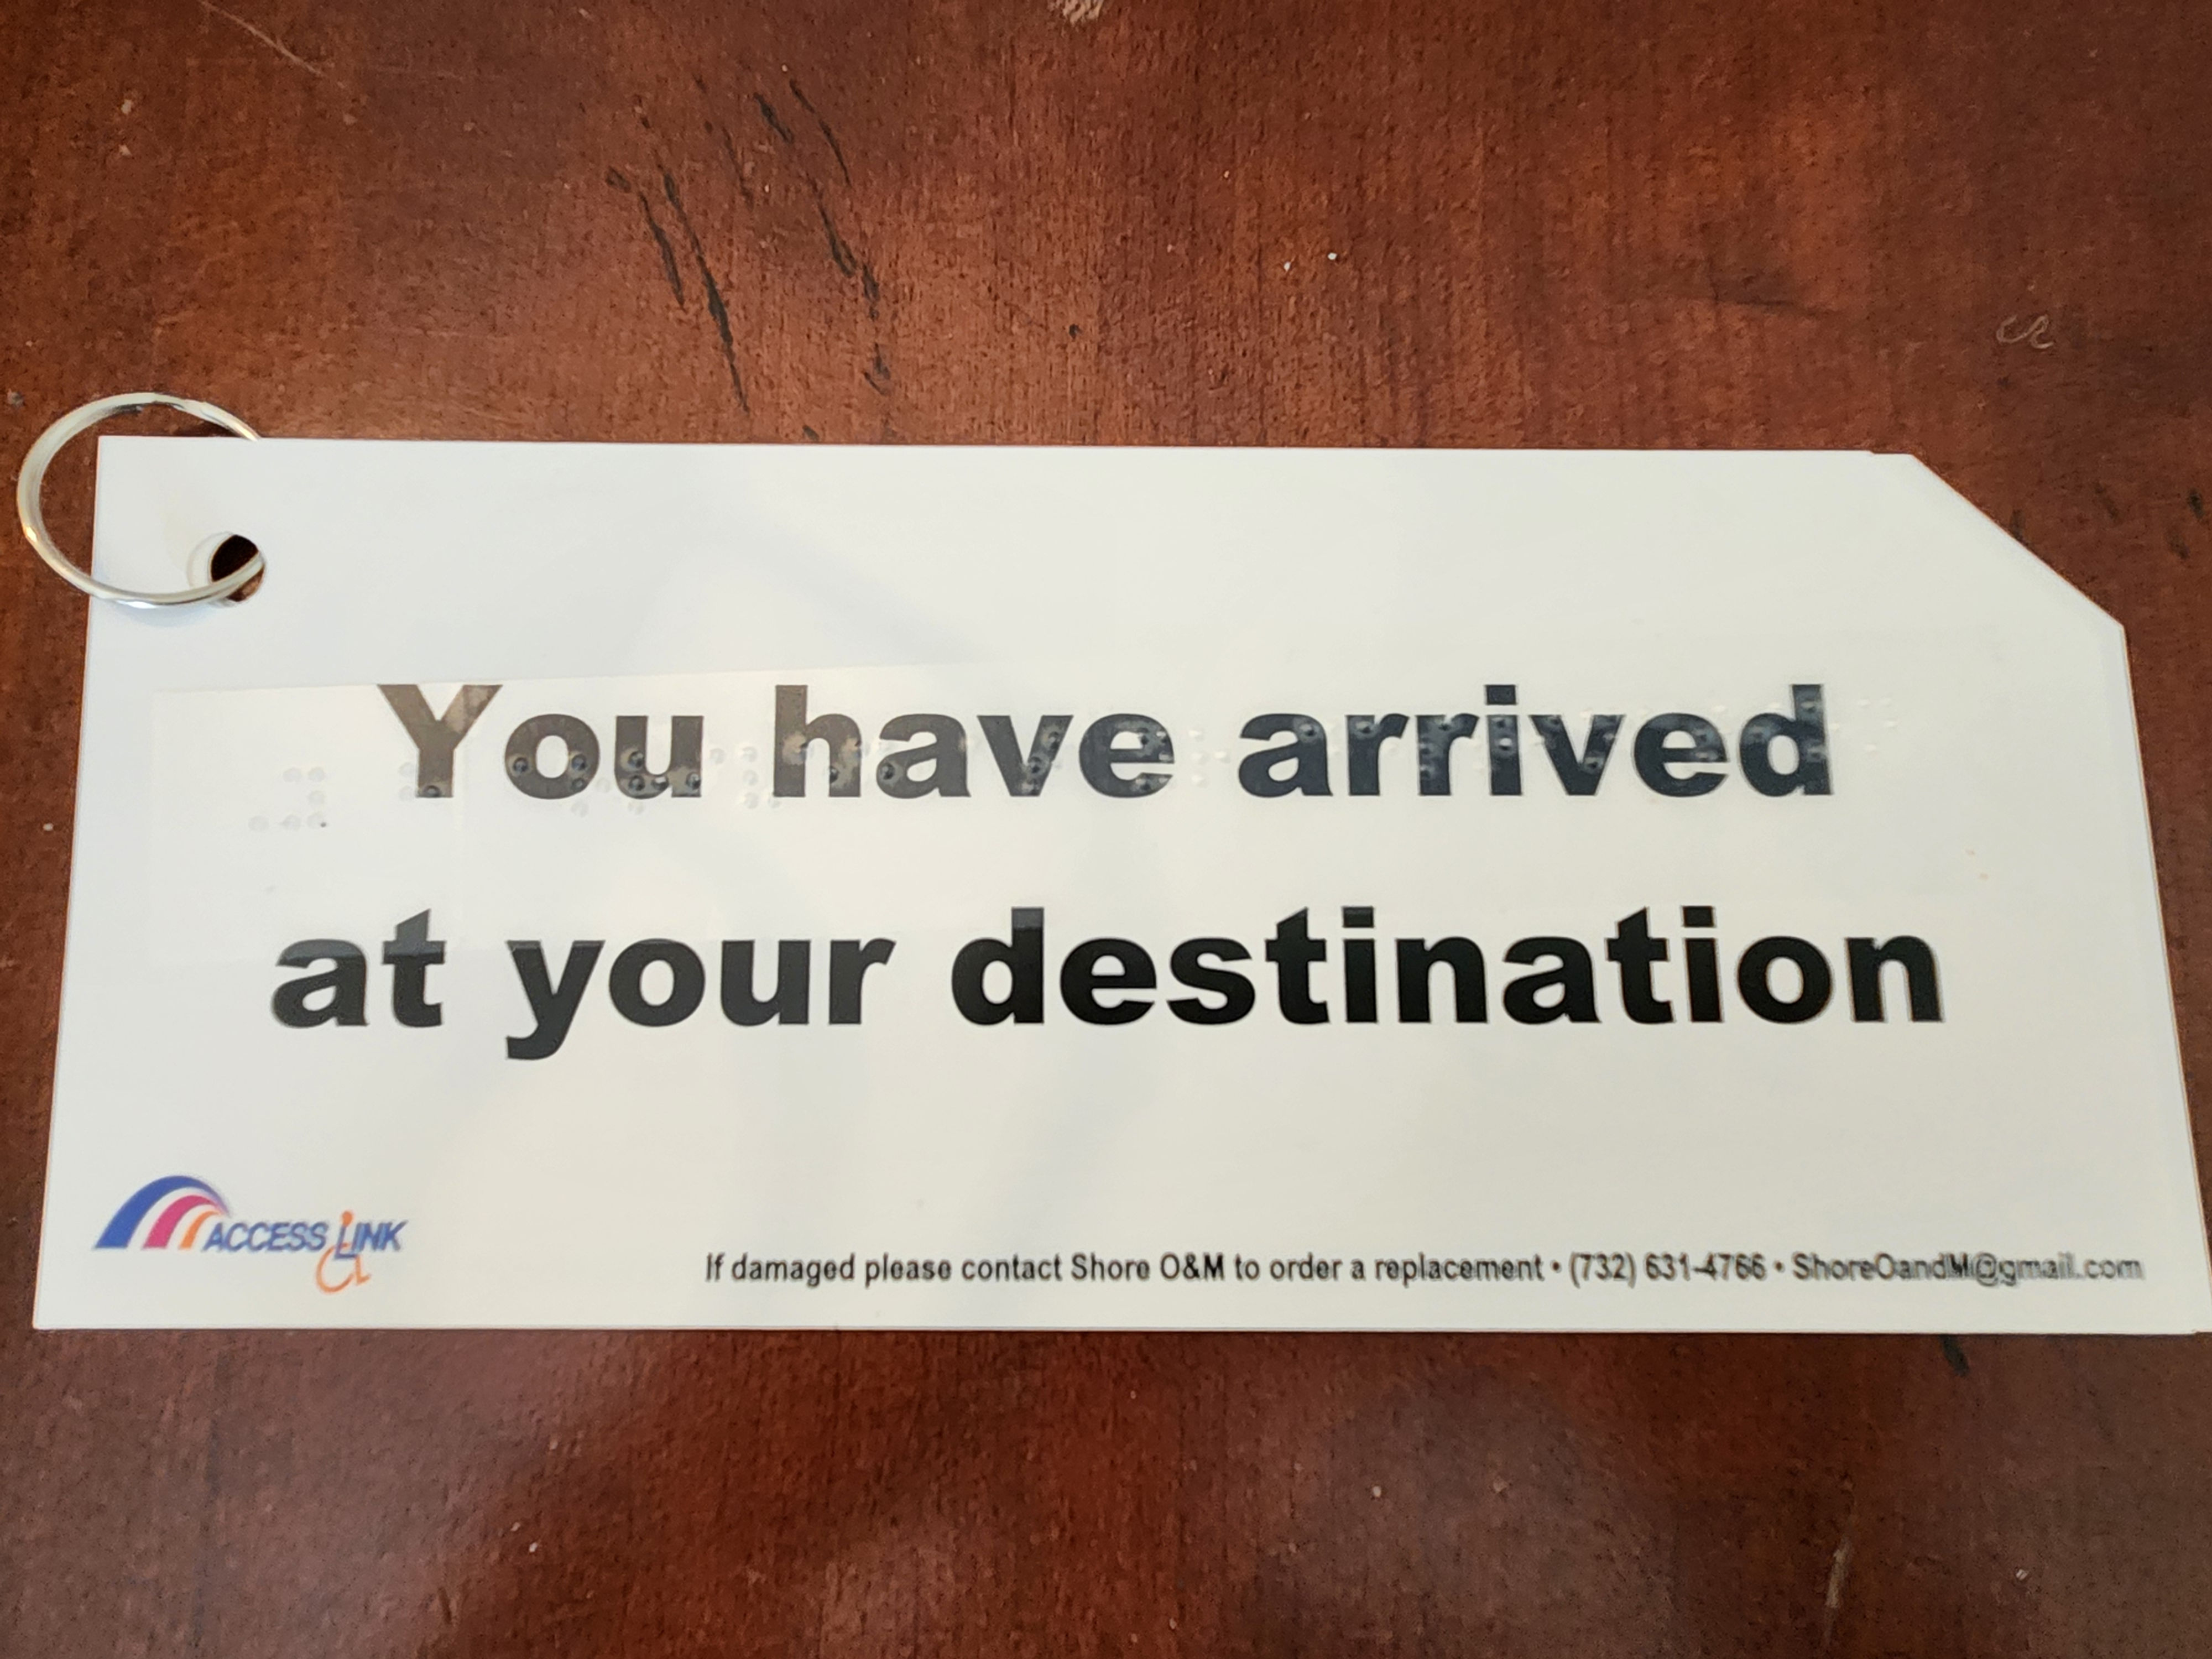 You have arrived
at your destination
ACCESS LINK
If damaged please contact Shore O&M to order a replacement • (732) 631-4766 • ShoreOandM@gmail.com